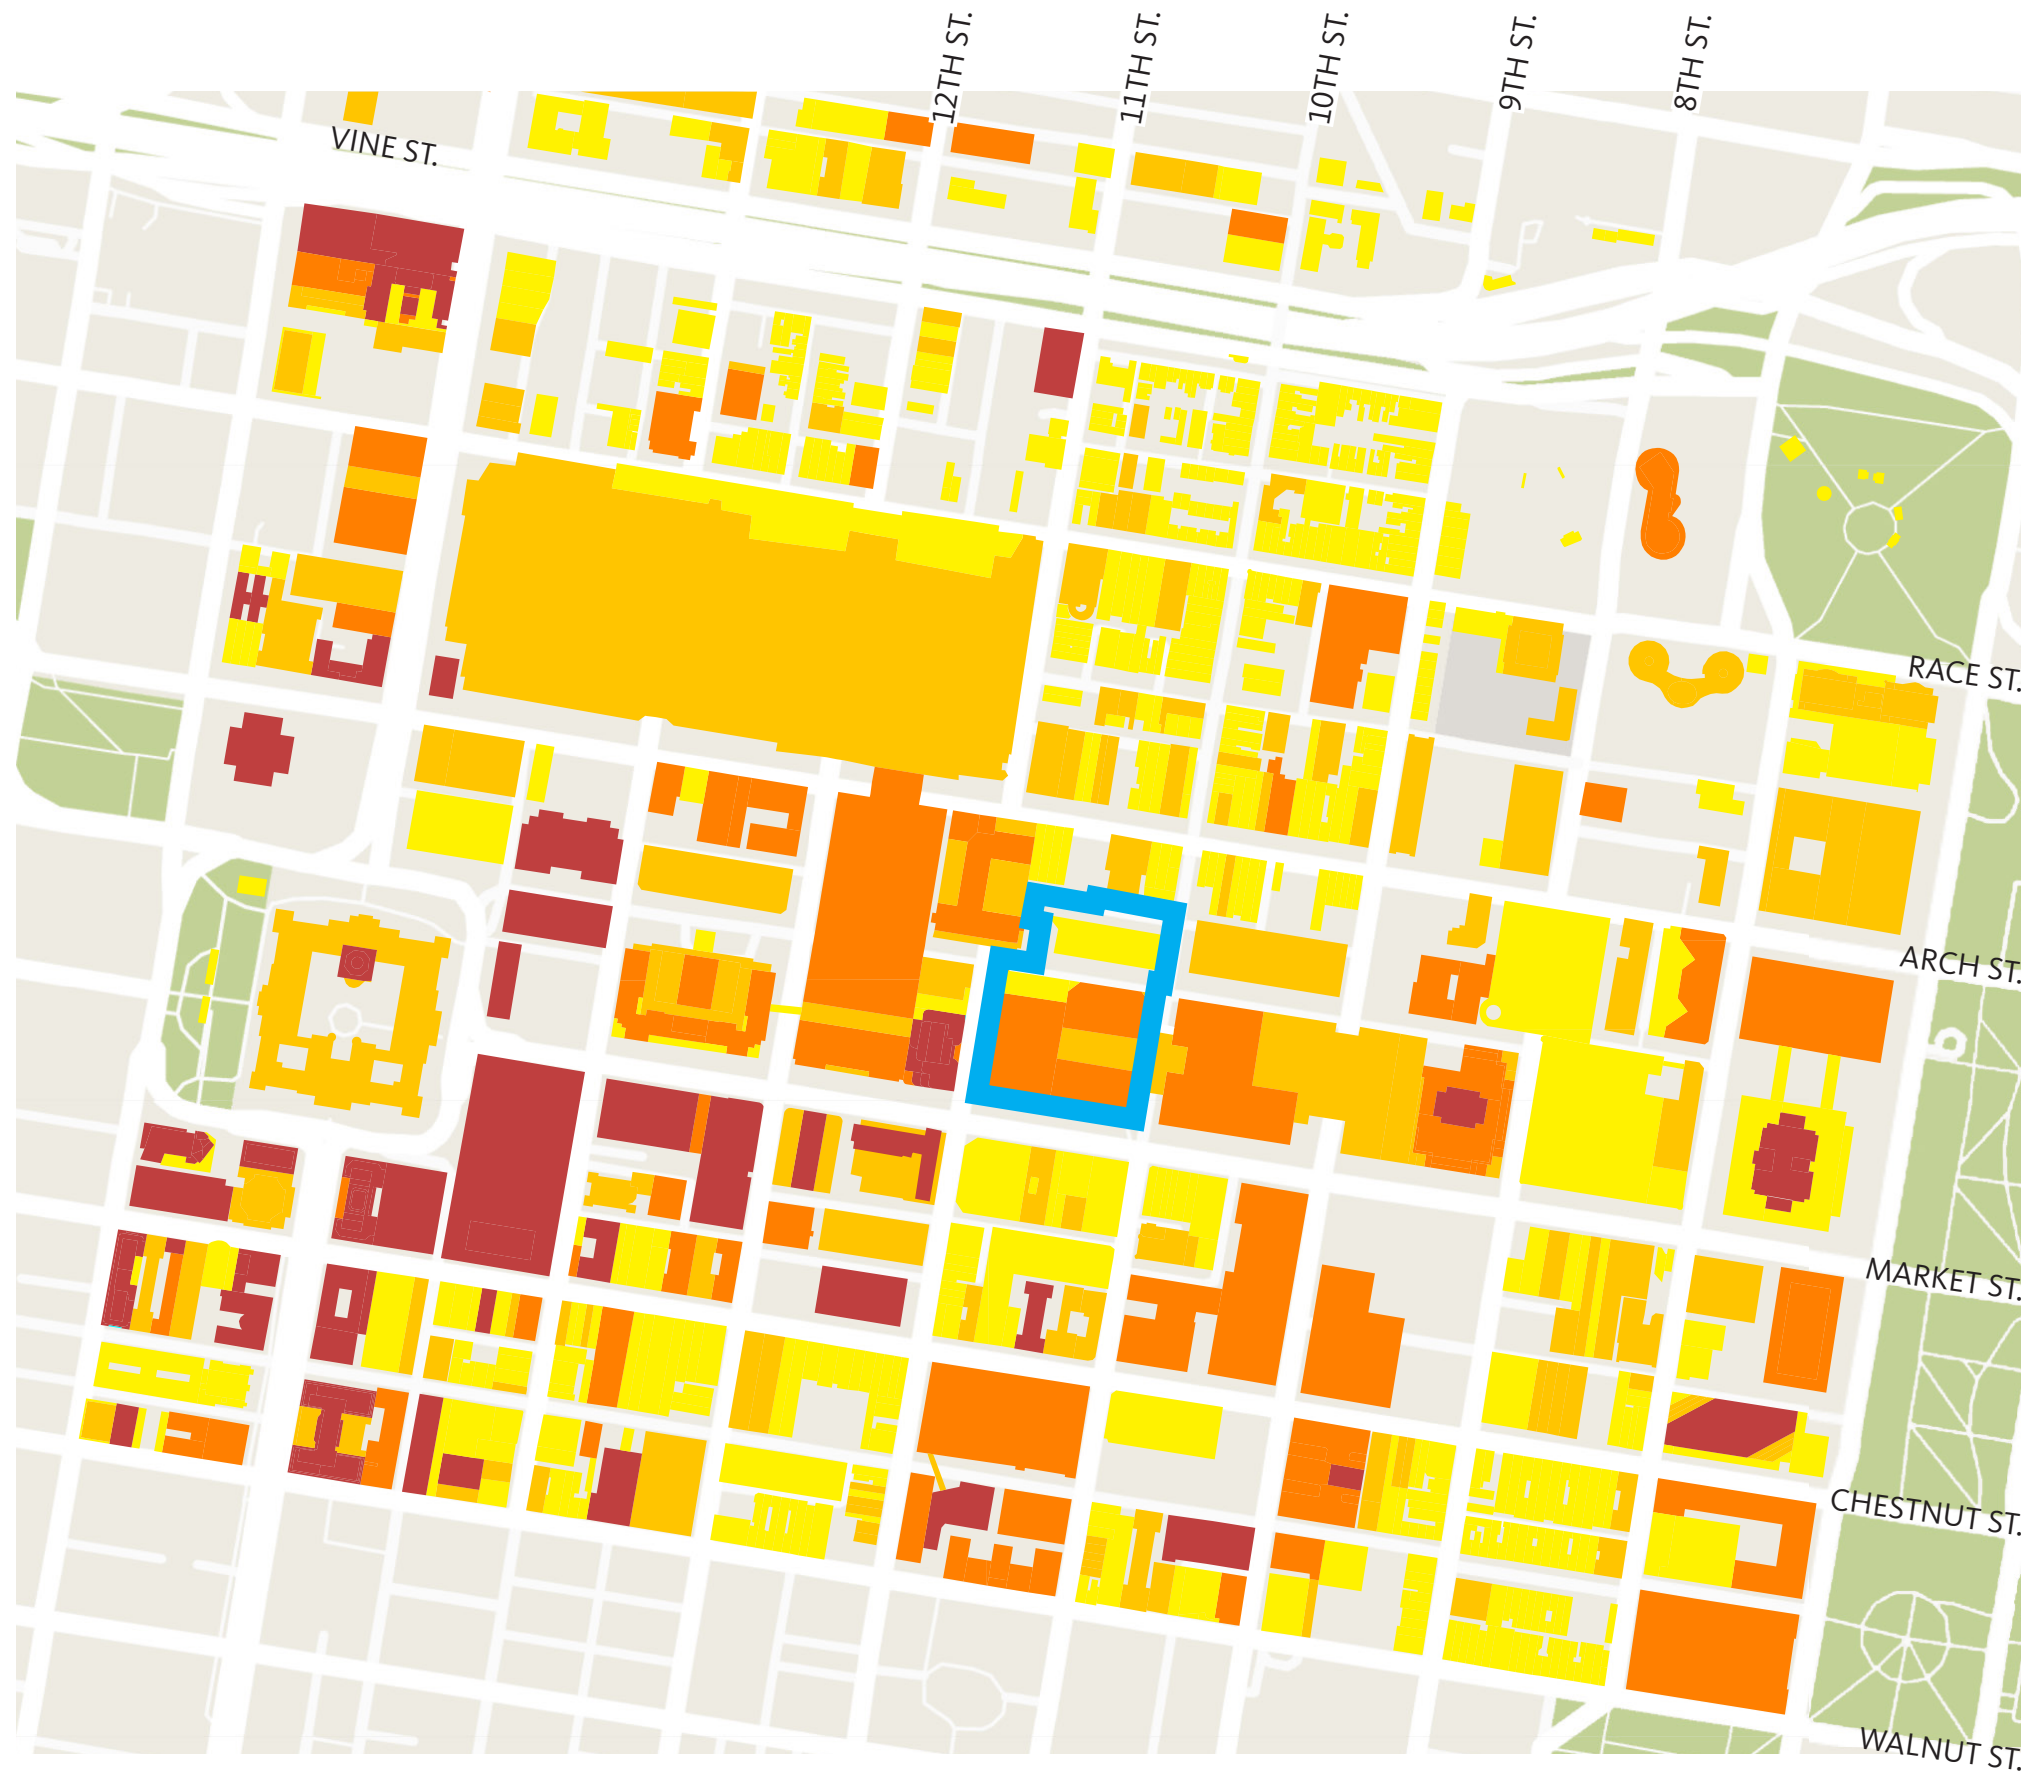 12TH ST.
11TH ST.
10TH ST.
9TH ST.
8TH ST.
VINE ST.
RACE ST.
ARCH ST.
MARKET ST.
CHESTNUT ST.
WALNUT ST.